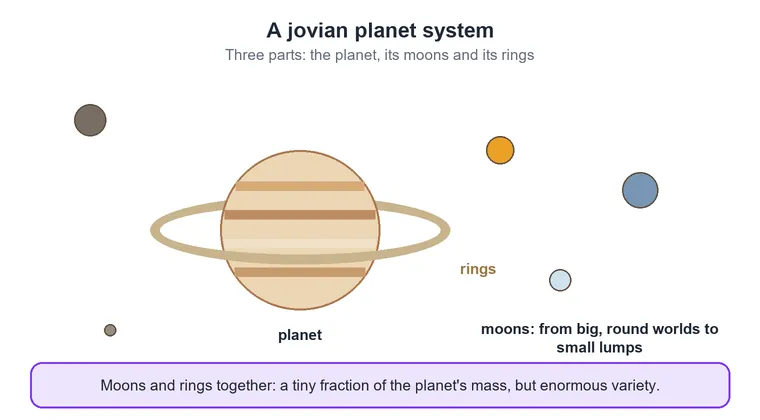 A jovian planet system
Three parts: the planet, its moons and its rings
rings
planet
moons: from big, round worlds to
small lumps
Moons and rings together: a tiny fraction of the planet's mass, but enormous variety.